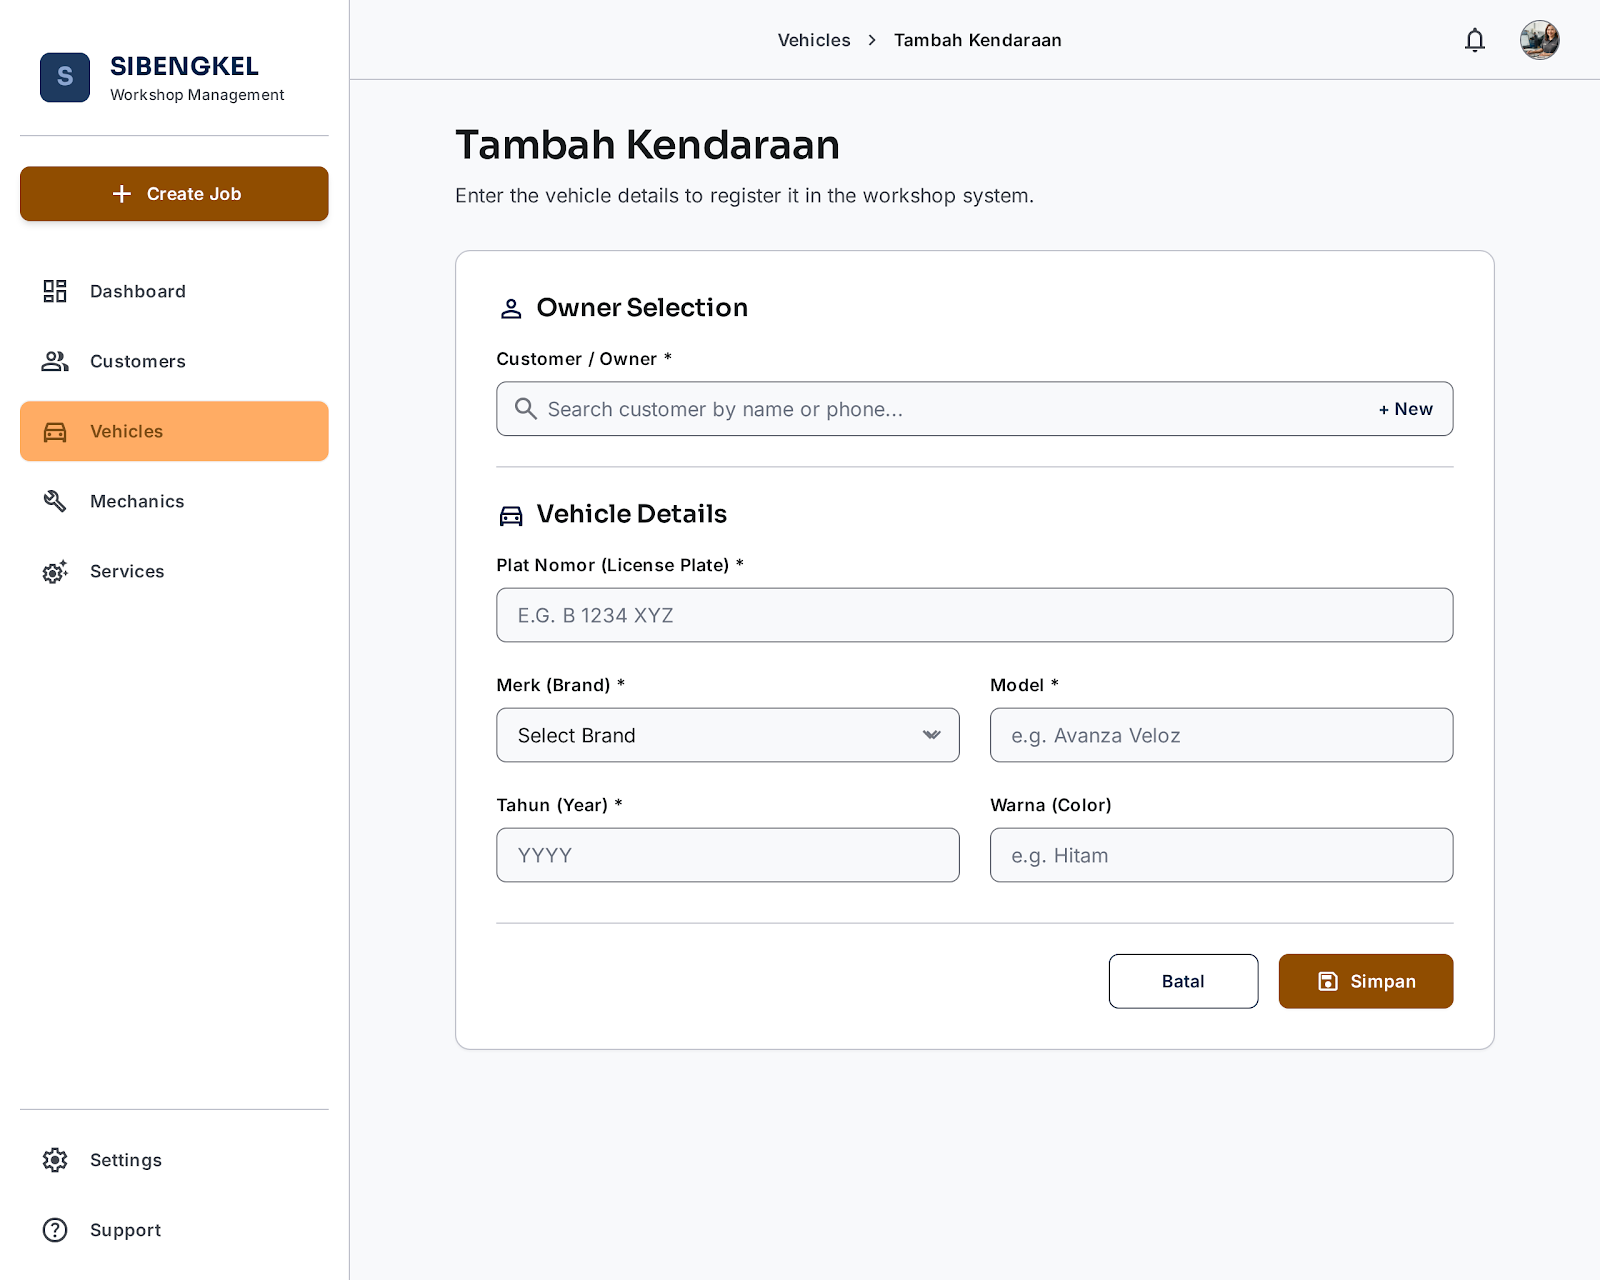 S
SIBENGKEL
Workshop Management
Create Job
Dashboard
Customers
Vehicles
Mechanics
Services
Settings
Support
Vehicles > Tambah Kendaraan
Tambah Kendaraan
Enter the vehicle details to register it in the workshop system.
Owner Selection
Customer / Owner *
Search customer by name or phone...
+ New
Vehicle Details
Plat Nomor (License Plate) *
E.G. B 1234 XYZ
Merk (Brand) *
Select Brand
Model *
e.g. Avanza Veloz
Tahun (Year) *
YYYY
Warna (Color)
e.g. Hitam
Batal
Simpan